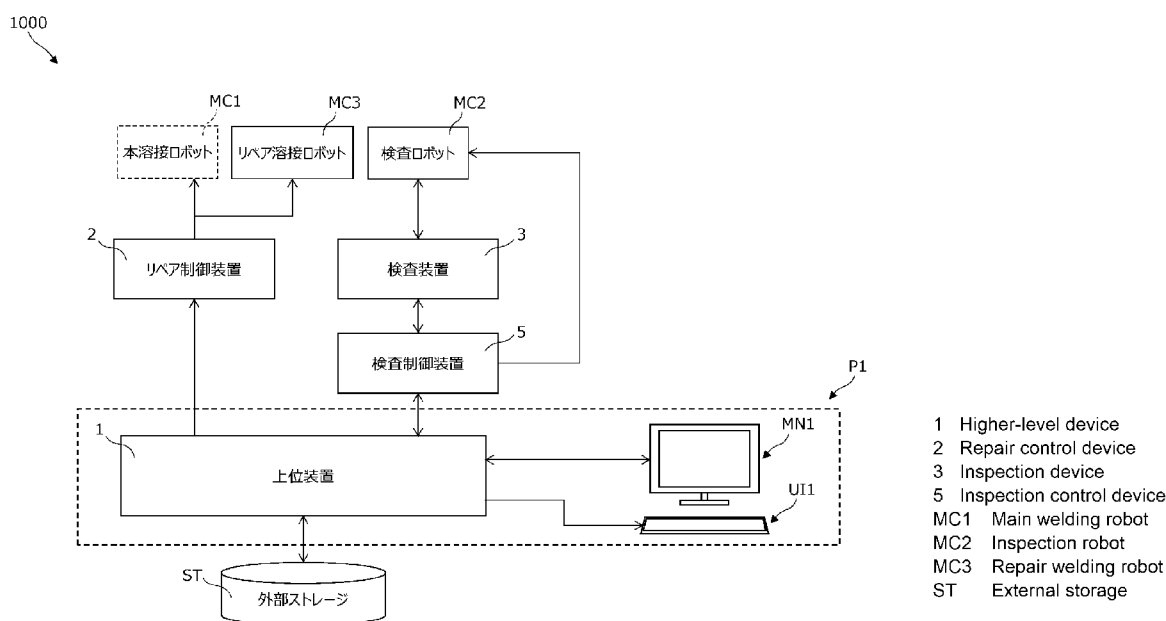 1000
MC1
MC3
MC2
本溶接ロボット
リペア溶接ロボット
検査ロボット
2
リペア制御装置
3
検査装置
5
検査制御装置
P1
1
上位装置
MN1
UI1
ST
外部ストレージ
1 Higher-level device
2 Repair control device
3 Inspection device
5 Inspection control device
MC1 Main welding robot
MC2 Inspection robot
MC3 Repair welding robot
ST External storage